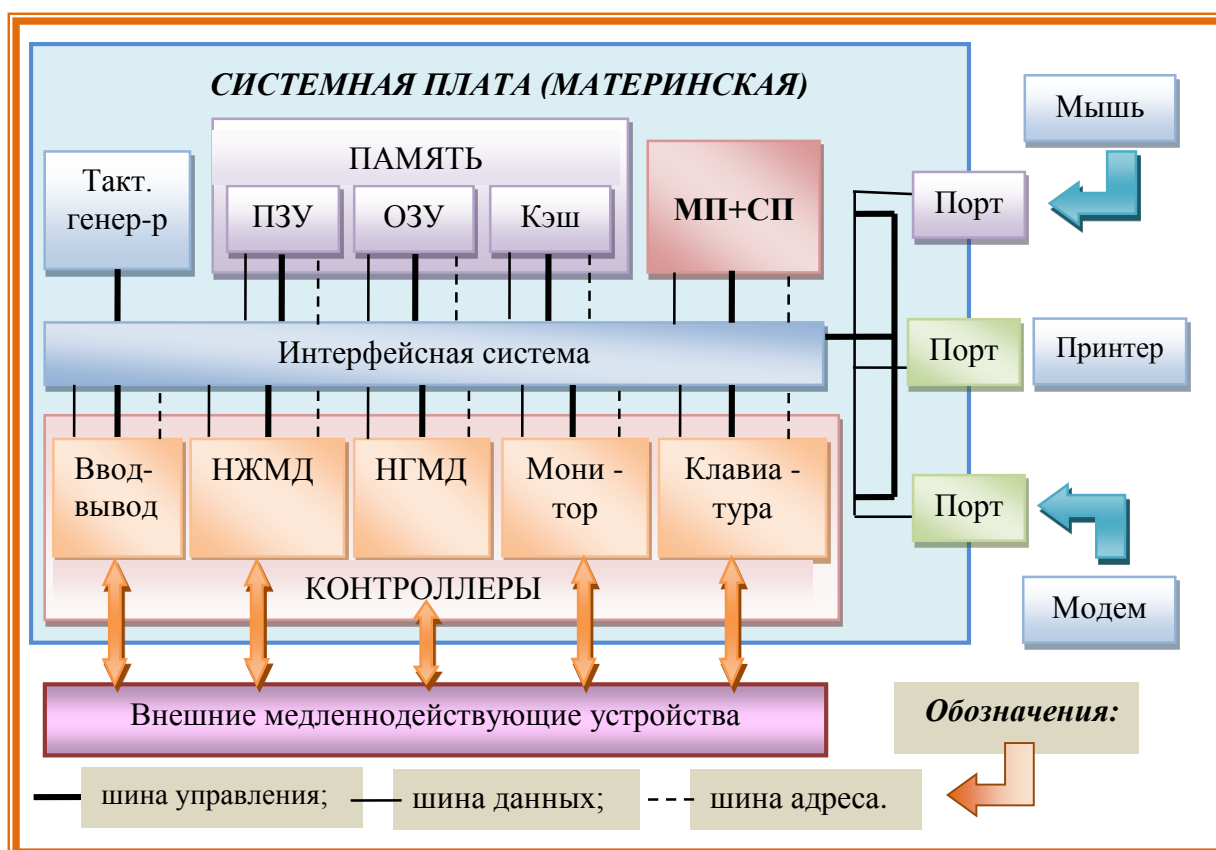 СИСТЕМНАЯ ПЛАТА (МАТЕРИНСКАЯ)
Такт.
генер-р
ПАМЯТЬ
ПЗУ
ОЗУ
Кэш
МП+СП
Порт
Мышь
Интерфейсная система
Порт
Принтер
Ввод-
вывод
НЖМД
НГМД
Мони -
тор
Клавиа -
тура
Порт
КОНТРОЛЛЕРЫ
Модем
Внешние медленнодействующие устройства
Обозначения:
шина управления;
шина данных;
шина адреса.